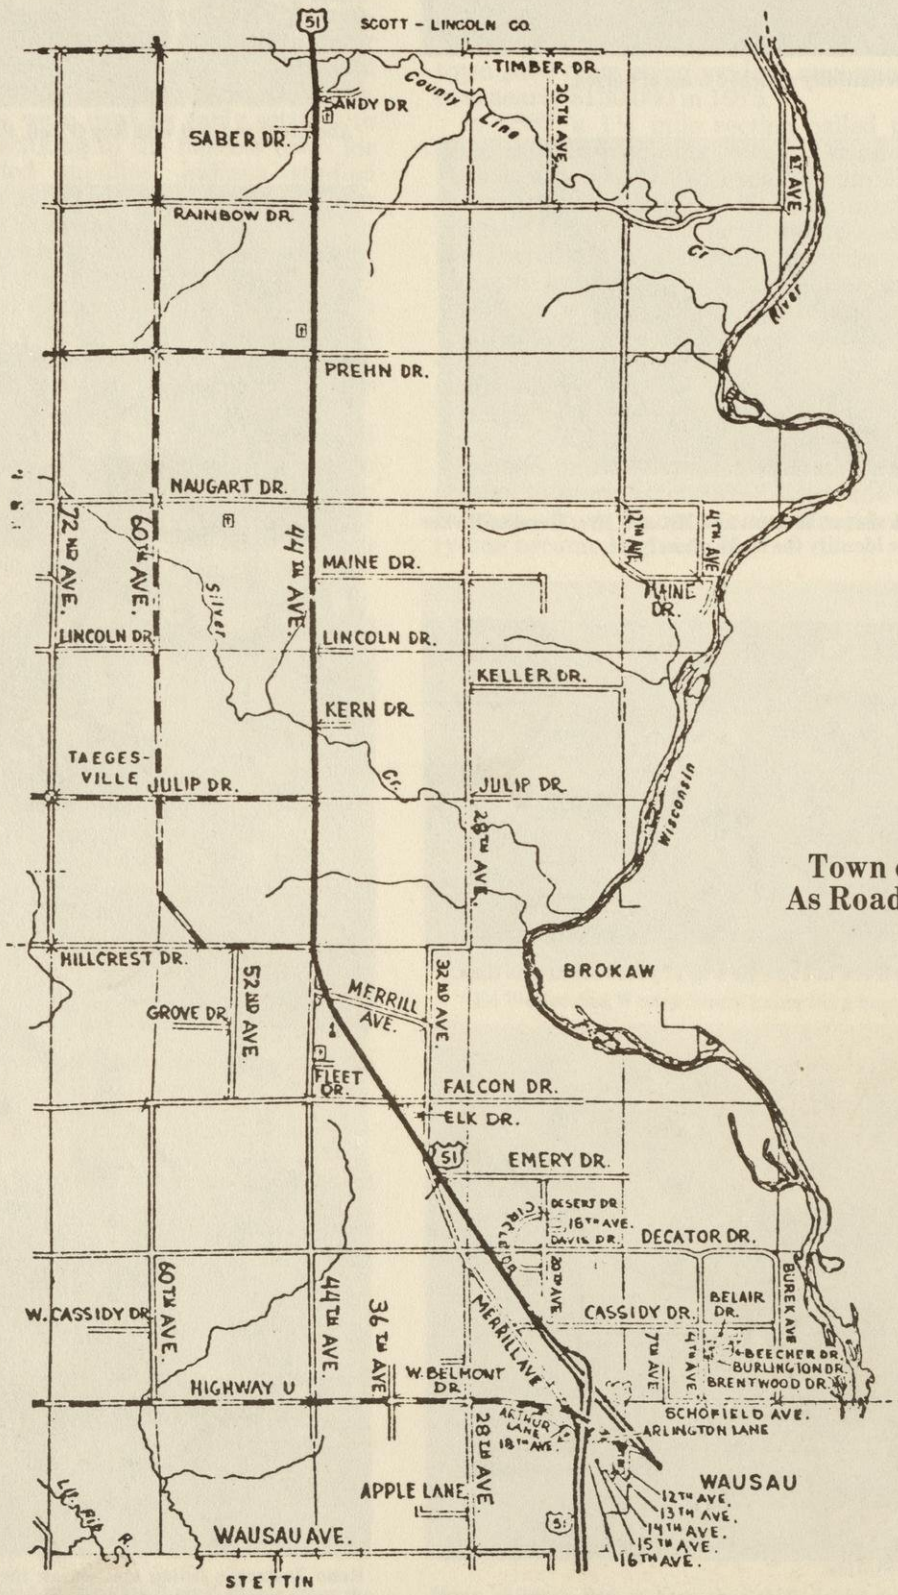 51
SCOTT - LINCOLN CO.
TIMBER DR.
County
Line
SANDY DR
SABER DR.
20TH AVE.
1ST AVE.
RAINBOW DR
Cr
River
PREHN DR.
NAUGART DR.
72ND AVE.
60TH AVE.
44TH AVE.
12TH AVE.
4TH AVE.
MAINE DR.
MAINE
DR.
Silver
LINCOLN DR
LINCOLN DR.
KELLER DR.
KERN DR
TAEGES-
VILLE
JULIP DR.
Cr.
JULIP DR
Wisconsin
28TH AVE.
Town
As Road
HILLCREST DR.
BROKAW
52ND AVE.
32ND AVE.
MERRILL
AVE.
GROVE DR
FLEET
DR.
FALCON DR.
ELK DR.
51
EMERY DR.
DESERT DR
CIRCLE DR
18TH AVE.
DAVIE DR.
DECATOR DR.
20TH AVE
60TH AVE.
44TH AVE.
36TH AVE
MERRILL AVE
BUREK AVE
W. CASSIDY DR
CASSIDY DR.
BELAIR
DR.
7TH AVE
4TH AVE
BEECHER DR
BURLINGTON DR
BRENTWOOD DR.
W. BELMONT
DR
HIGHWAY U
SCHOFIELD AVE.
ARTHUR
LANE
18TH AVE.
ARLINGTON LANE
28TH AVE
APPLE LANE
WAUSAU
12TH AVE.
13TH AVE.
14TH AVE.
15TH AVE.
16TH AVE.
51
WAUSAU AVE.
STETTIN